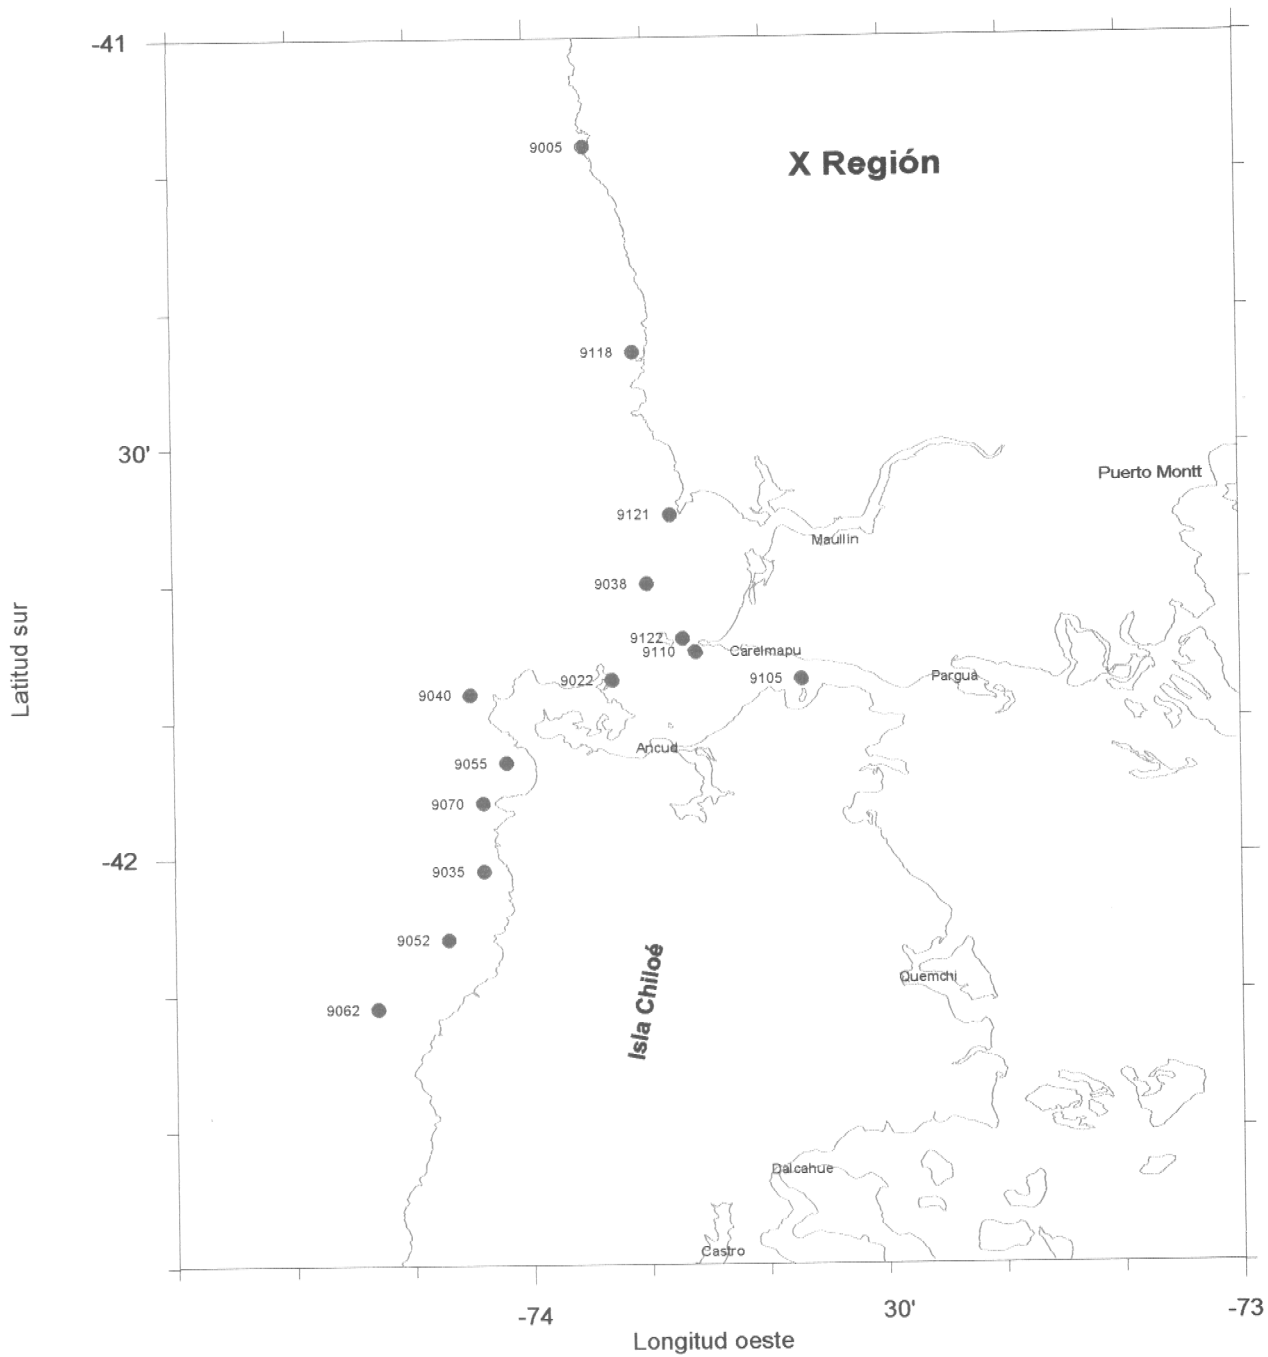 -41
9005
X Región
9118
30'
Puerto Montt
9121
Maullin
9038
9122
9110
Carelmapu
9022
9105
Pargua
9040
Ancud
9055
9070
-42
9035
9052
Isla Chiloé
Quemchi
9062
Dalcahue
Castro
-74
30'
-73
Longitud oeste
Latitud sur